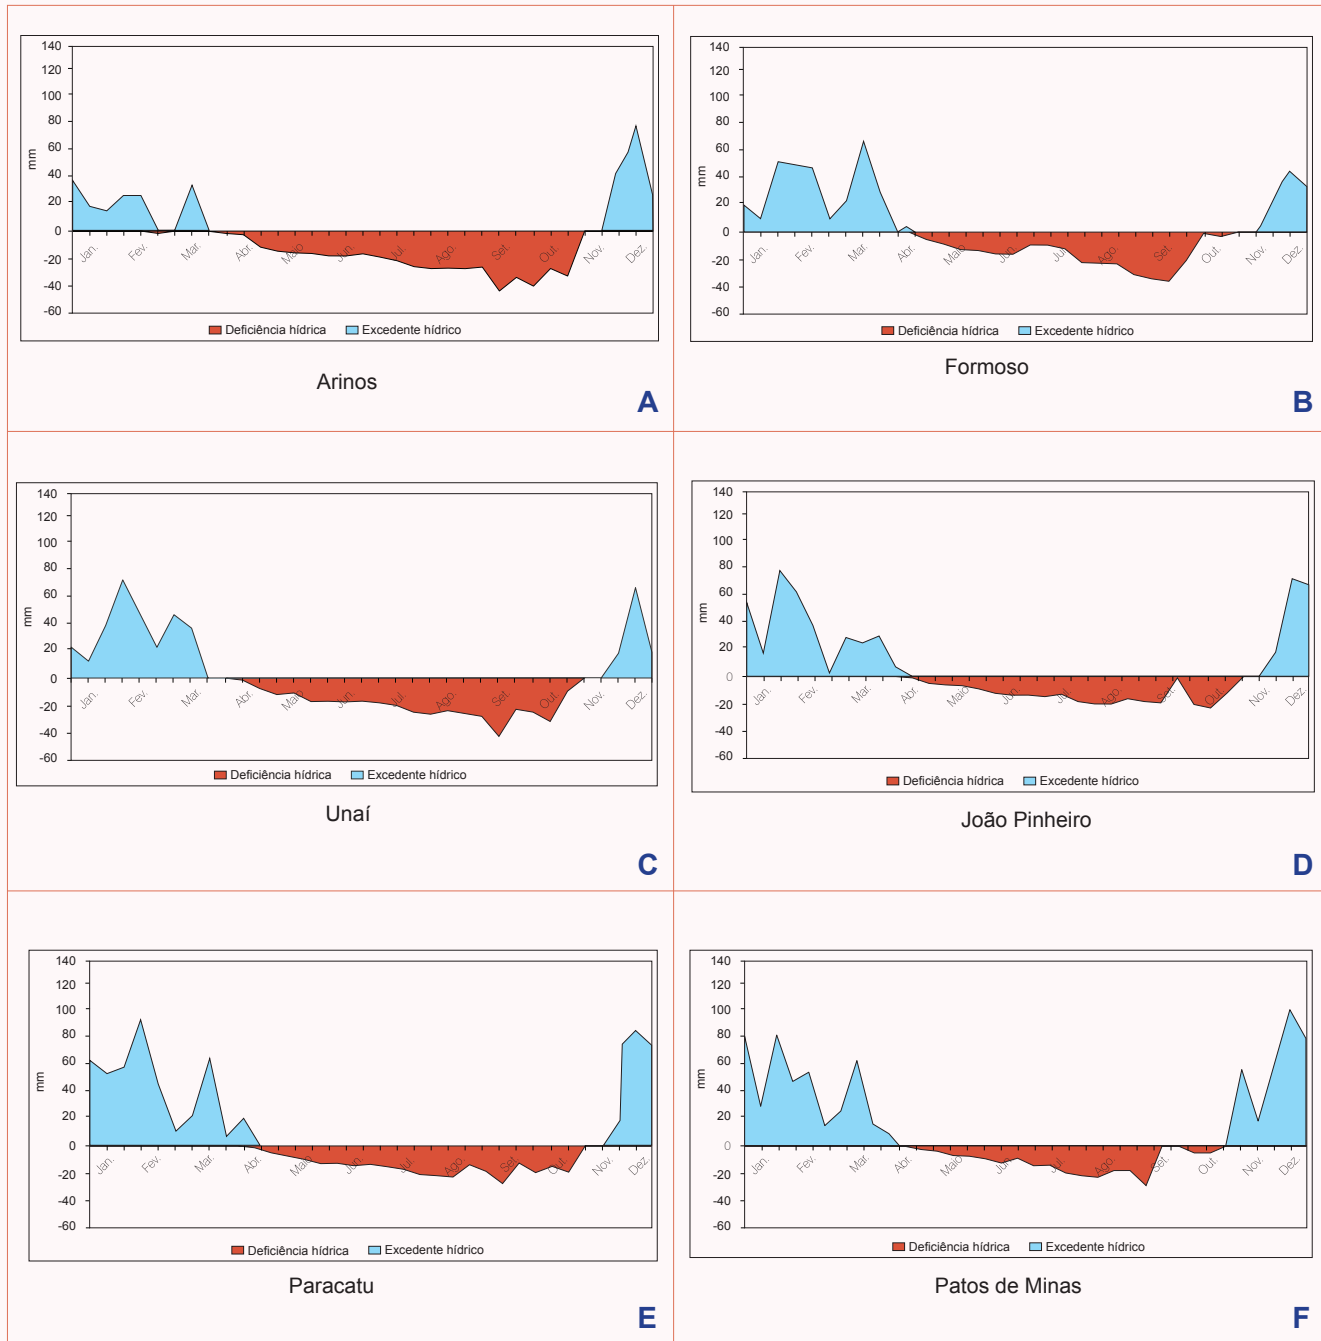 140
120
100
80
60
40
20
0
-20
-40
-60
mm
Jan.
Fev.
Mar.
Abr.
Maio
Jun.
Jul.
Ago.
Set.
Out.
Nov.
Dez.
Deficiência hídrica Excedente hídrico
Arinos
A
140
120
100
80
60
40
20
0
-20
-40
-60
mm
Jan.
Fev.
Mar.
Abr.
Maio
Jun.
Jul.
Ago.
Set.
Out.
Nov.
Dez.
Deficiência hídrica Excedente hídrico
Formoso
B
140
120
100
80
60
40
20
0
-20
-40
-60
mm
Jan.
Fev.
Mar.
Abr.
Maio
Jun.
Jul.
Ago.
Set.
Out.
Nov.
Dez.
Deficiência hídrica Excedente hídrico
Unaí
C
140
120
100
80
60
40
20
0
-20
-40
-60
mm
Jan.
Fev.
Mar.
Abr.
Maio
Jun.
Jul.
Ago.
Set.
Out.
Nov.
Dez.
Deficiência hídrica Excedente hídrico
João Pinheiro
D
140
120
100
80
60
40
20
0
-20
-40
-60
mm
Jan.
Fev.
Mar.
Abr.
Maio
Jun.
Jul.
Ago.
Set.
Out.
Nov.
Dez.
Deficiência hídrica Excedente hídrico
Paracatu
E
140
120
100
80
60
40
20
0
-20
-40
-60
mm
Jan.
Fev.
Mar.
Abr.
Maio
Jun.
Jul.
Ago.
Set.
Out.
Nov.
Dez.
Deficiência hídrica Excedente hídrico
Patos de Minas
F